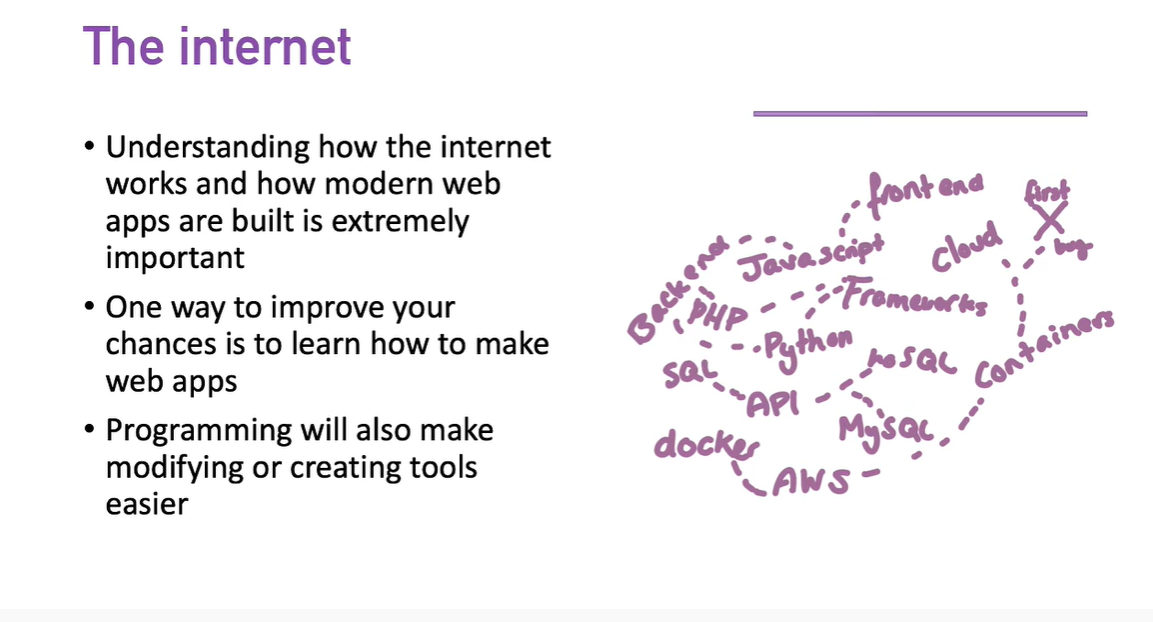 The internet
• Understanding how the internet
works and how modern web
apps are built is extremely
important
• One way to improve your
chances is to learn how to make
web apps
• Programming will also make
modifying or creating tools
easier
frontend
first
X
bug
Cloud
Javascript
Backend
Frameworks
PHP
Python
Containers
noSQL
SQL
API
MySQL
docker
AWS